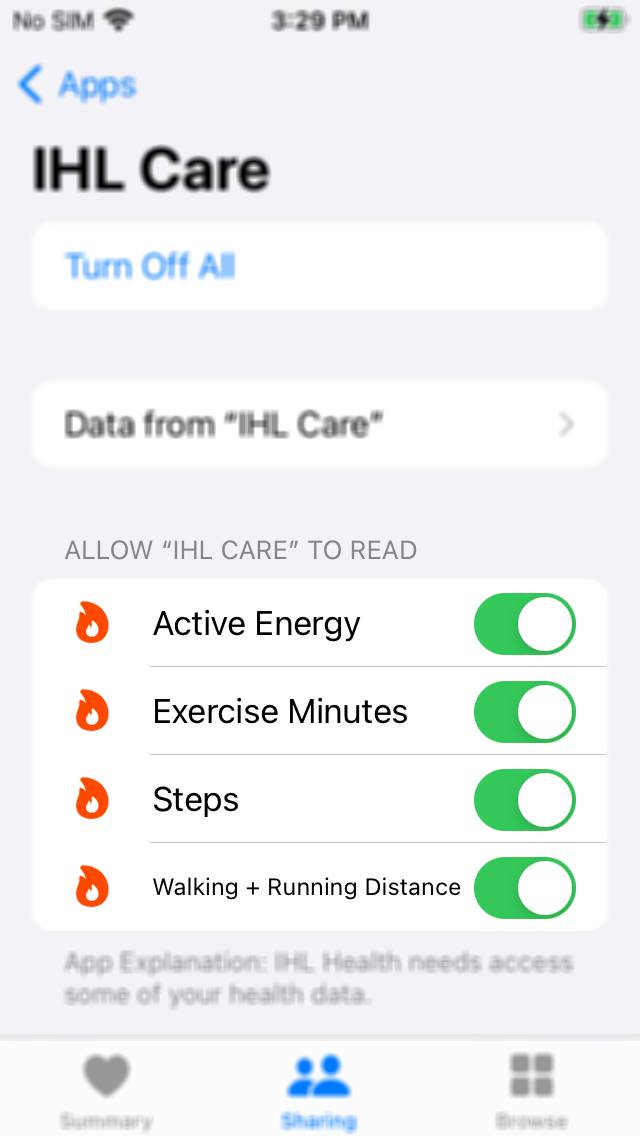 No SIM
3:29 PM
Apps
IHL Care
Turn Off All
Data from “IHL Care”
ALLOW “IHL CARE” TO READ
Active Energy
Exercise Minutes
Steps
Walking + Running Distance
App Explanation: IHL Health needs access
some of your health data.
Summary
Sharing
Browse